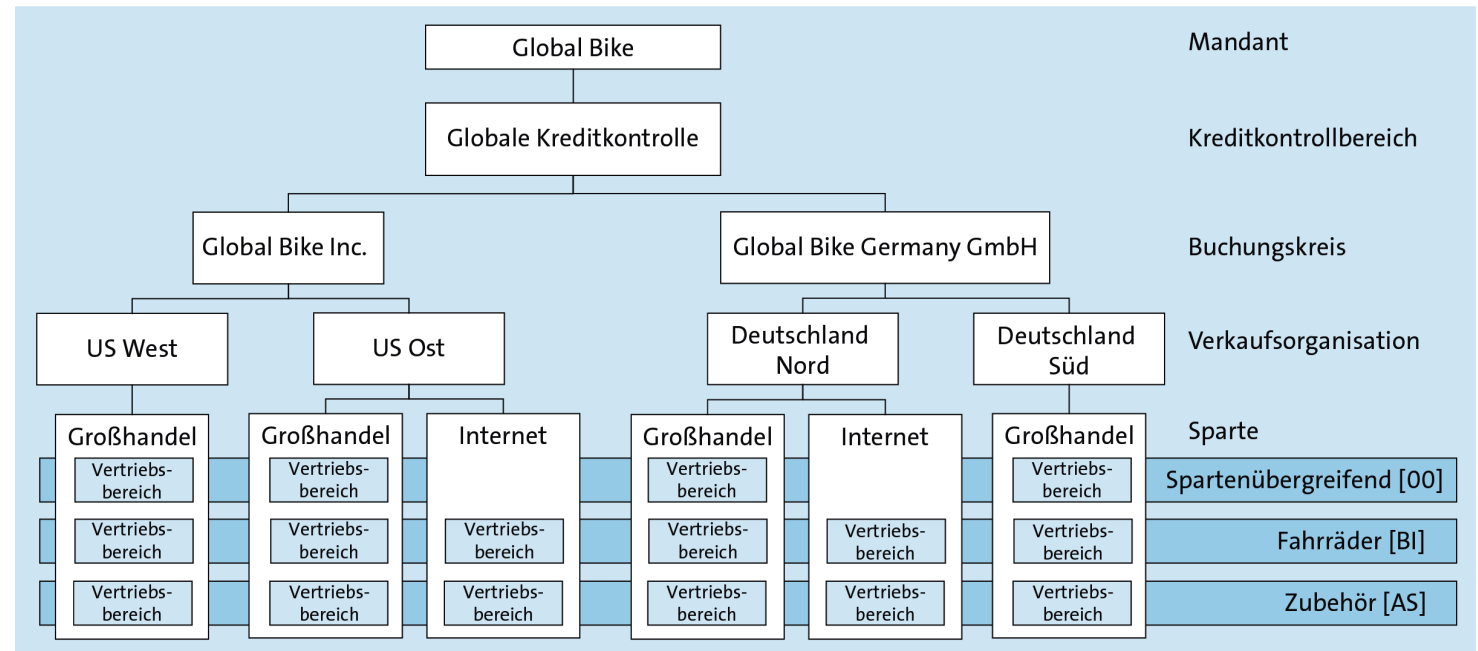 Global Bike
Mandant
Globale Kreditkontrolle
Kreditkontrollbereich
Global Bike Inc.
Global Bike Germany GmbH
Buchungskreis
US West
US Ost
Deutschland
Nord
Deutschland
Süd
Verkaufsorganisation
Großhandel
Großhandel
Internet
Großhandel
Internet
Großhandel
Sparte
Vertriebs-
bereich
Vertriebs-
bereich
Vertriebs-
bereich
Vertriebs-
bereich
Spartenübergreifend [00]
Vertriebs-
bereich
Vertriebs-
bereich
Vertriebs-
bereich
Vertriebs-
bereich
Vertriebs-
bereich
Vertriebs-
bereich
Fahrräder [BI]
Vertriebs-
bereich
Vertriebs-
bereich
Vertriebs-
bereich
Vertriebs-
bereich
Vertriebs-
bereich
Vertriebs-
bereich
Zubehör [AS]